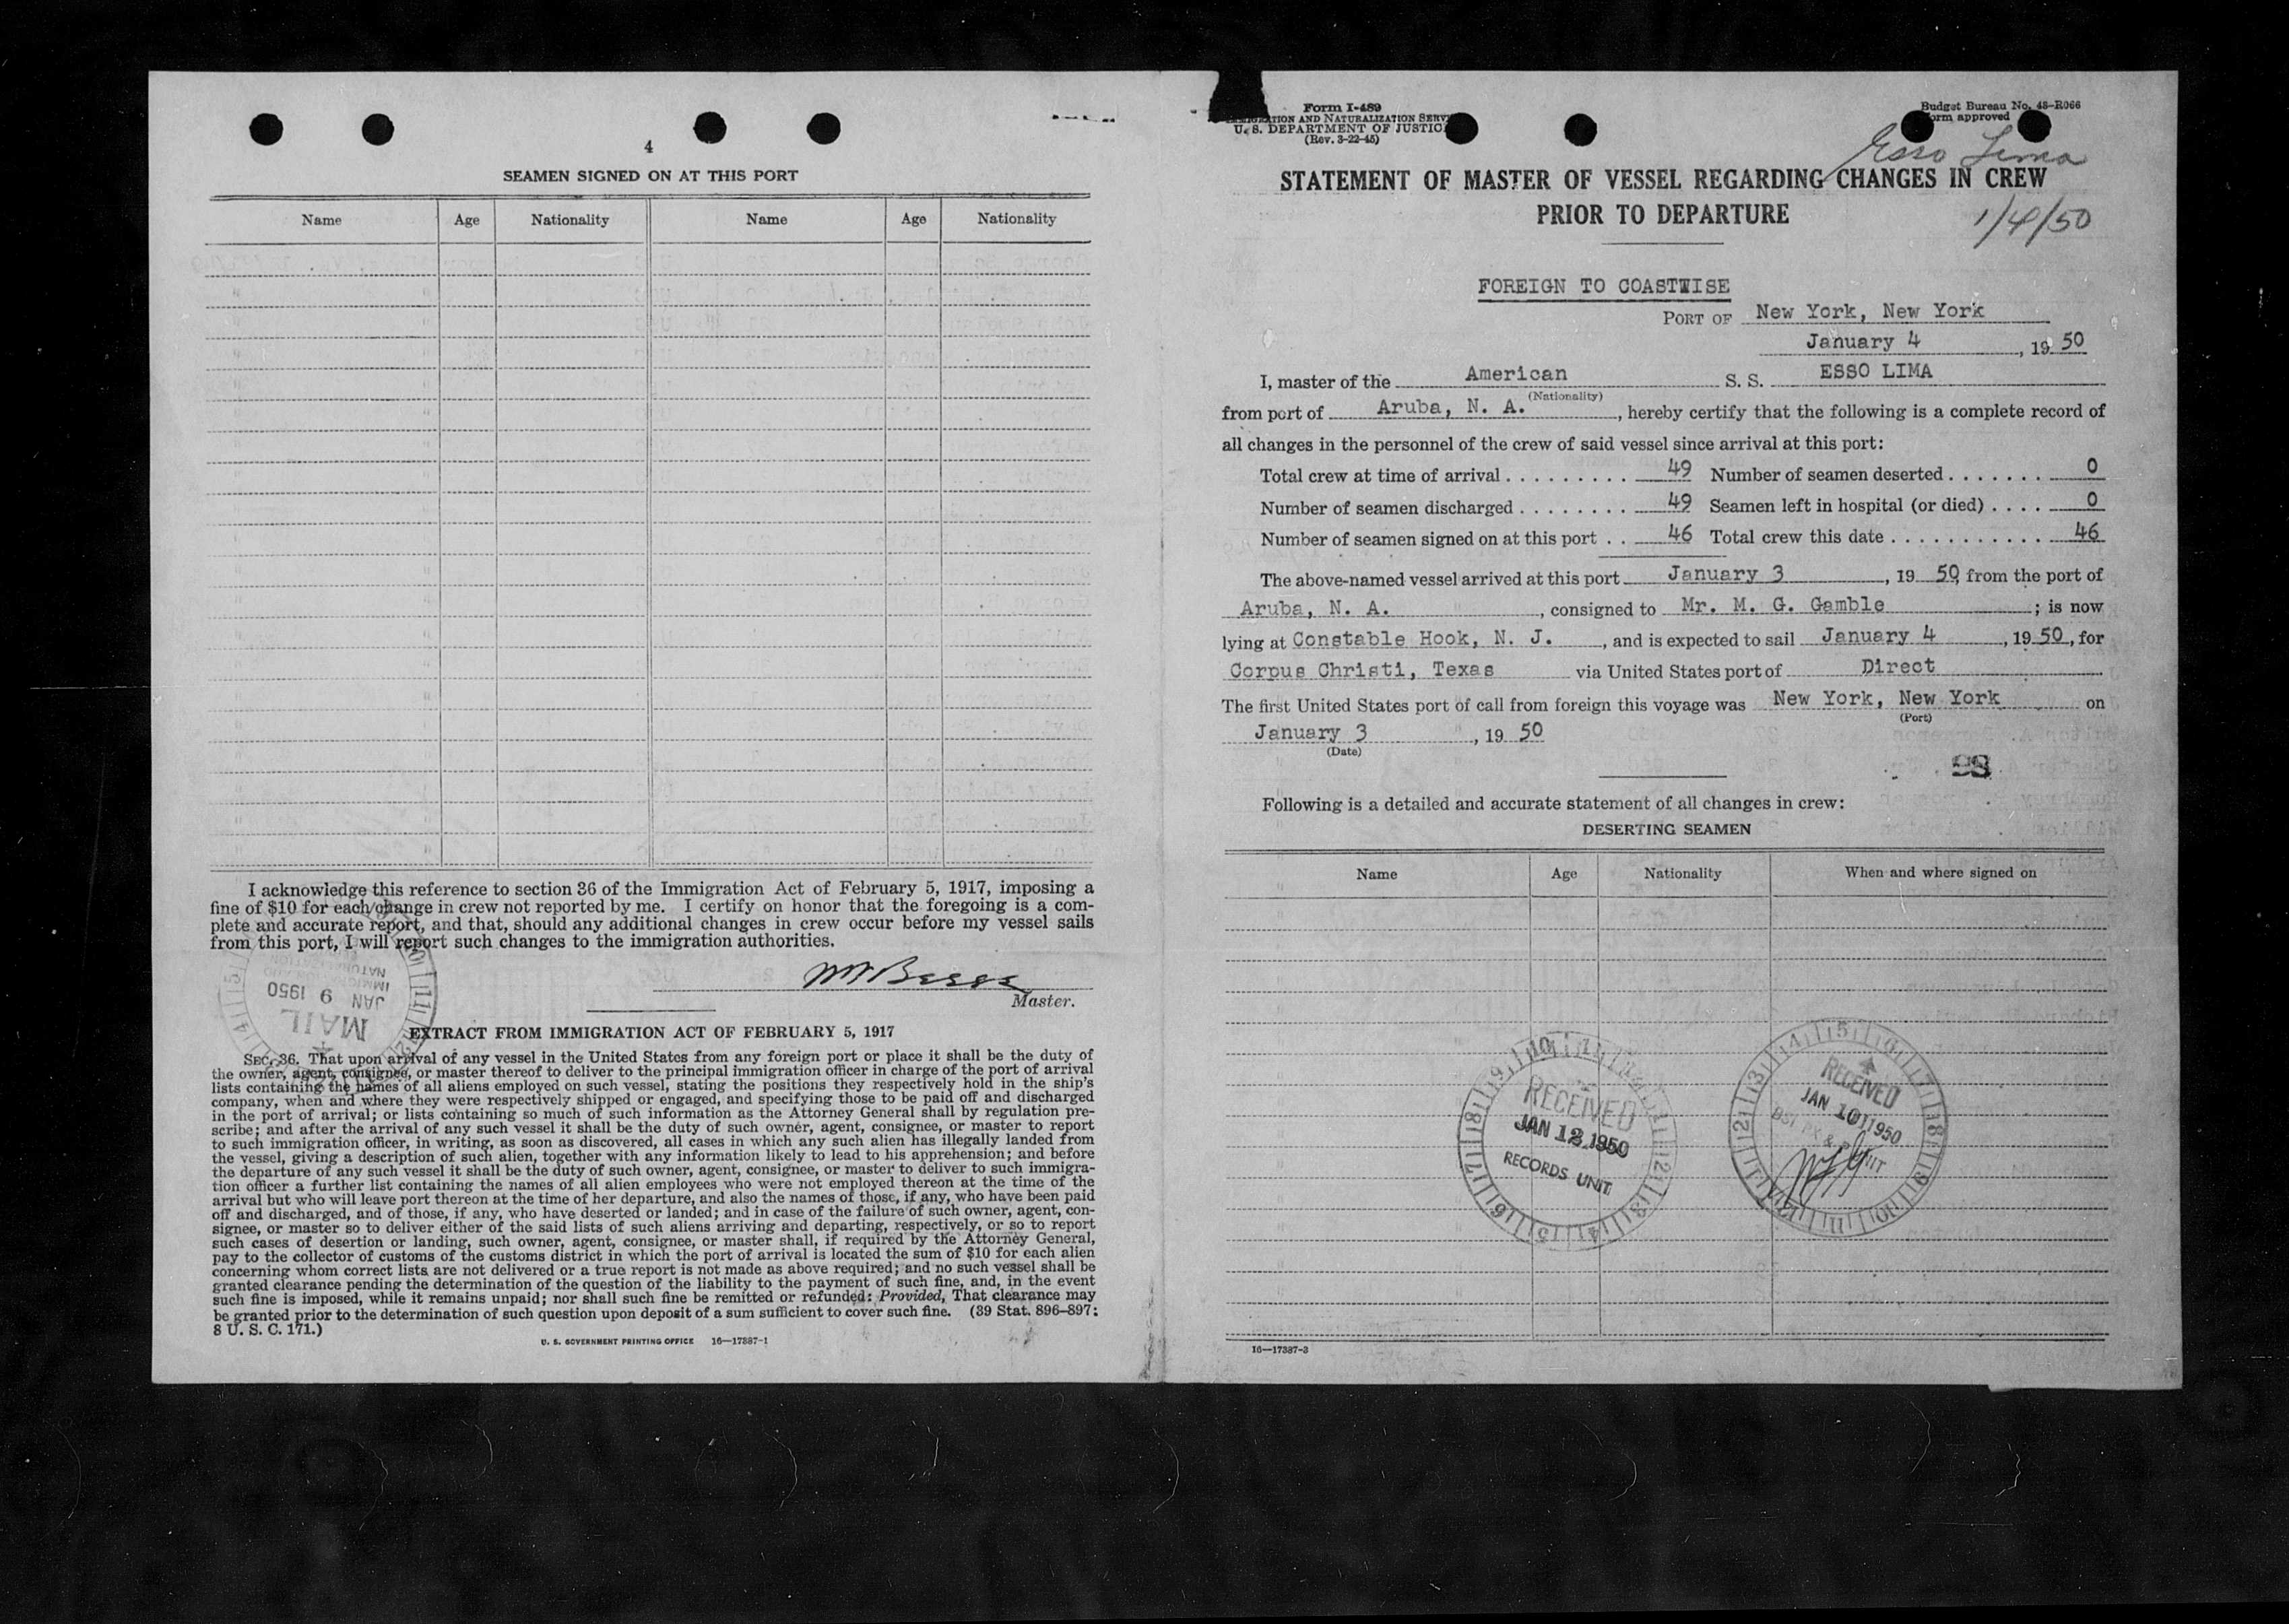 4
SEAMEN SIGNED ON AT THIS PORT
Name Age Nationality Name Age Nationality
I acknowledge this reference to section 36 of the Immigration Act of February 5, 1917, imposing a
fine of $10 for each change in crew not reported by me. I certify on honor that the foregoing is a com-
plete and accurate report, and that, should any additional changes in crew occur before my vessel sails
from this port, I will report such changes to the immigration authorities.
Master.
JAN 9 1950
MAIL
EXTRACT FROM IMMIGRATION ACT OF FEBRUARY 5, 1917
SEC. 36. That upon arrival of any vessel in the United States from any foreign port or place it shall be the duty of
the owner, agent, consignee, or master thereof to deliver to the principal immigration officer in charge of the port of arrival
lists containing the names of all aliens employed on such vessel, stating the positions they respectively hold in the ship's
company, when and where they were respectively shipped or engaged, and specifying those to be paid off and discharged
in the port of arrival; or lists containing so much of such information as the Attorney General shall by regulation pre-
scribe; and after the arrival of any such vessel it shall be the duty of such owner, agent, consignee, or master to report
to such immigration officer, in writing, as soon as discovered, all cases in which any such alien has illegally landed from
the vessel, giving a description of such alien, together with any information likely to lead to his apprehension; and before
the departure of any such vessel it shall be the duty of such owner, agent, consignee, or master to deliver to such immigra-
tion officer a further list containing the names of all alien employees who were not employed thereon at the time of the
arrival but who will leave port thereon at the time of her departure, and also the names of those, if any, who have been paid
off and discharged, and of those, if any, who have deserted or landed; and in case of the failure of such owner, agent, con-
signee, or master so to deliver either of the said lists of such aliens arriving and departing, respectively, or so to report
such cases of desertion or landing, such owner, agent, consignee, or master shall, if required by the Attorney General,
pay to the collector of customs of the customs district in which the port of arrival is located the sum of $10 for each alien
concerning whom correct lists are not delivered or a true report is not made as above required; and no such vessel shall be
granted clearance pending the determination of the question of the liability to the payment of such fine, and, in the event
such fine is imposed, while it remains unpaid; nor shall such fine be remitted or refunded: Provided, That clearance may
be granted prior to the determination of such question upon deposit of a sum sufficient to cover such fine. (39 Stat. 896–897;
8 U. S. C. 171.)
U. S. GOVERNMENT PRINTING OFFICE 16—17387-1
Form I-489
AND NATURALIZATION
U. S. DEPARTMENT OF
(Rev. 3-22-45)
Budget Bureau No. 43-R066
approved
Esso Lima
STATEMENT OF MASTER OF VESSEL REGARDING CHANGES IN CREW
PRIOR TO DEPARTURE
1/4/50
FOREIGN TO COASTWISE
PORT OF New York, New York
January 4, 19 50
I, master of the American S. S. ESSO LIMA
(Nationality)
from port of Aruba, N. A., hereby certify that the following is a complete record of
all changes in the personnel of the crew of said vessel since arrival at this port:
Total crew at time of arrival . . . . . . . . . 49 Number of seamen deserted . . . . . . . 0
Number of seamen discharged . . . . . . . . 49 Seamen left in hospital (or died) . . . . 0
Number of seamen signed on at this port . . 46 Total crew this date . . . . . . . . . . . . 46
The above-named vessel arrived at this port January 3, 19 50, from the port of
Aruba, N. A., consigned to Mr. M. G. Gamble; is now
lying at Constable Hook, N. J., and is expected to sail January 4, 19 50, for
Corpus Christi, Texas via United States port of Direct
The first United States port of call from foreign this voyage was New York, New York on
(Port)
January 3, 19 50
(Date)
98
Following is a detailed and accurate statement of all changes in crew:
DESERTING SEAMEN
Name Age Nationality When and where signed on
RECEIVED
JAN 12 1950
RECORDS UNIT
RECEIVED
JAN 10 1950
16—17387-3